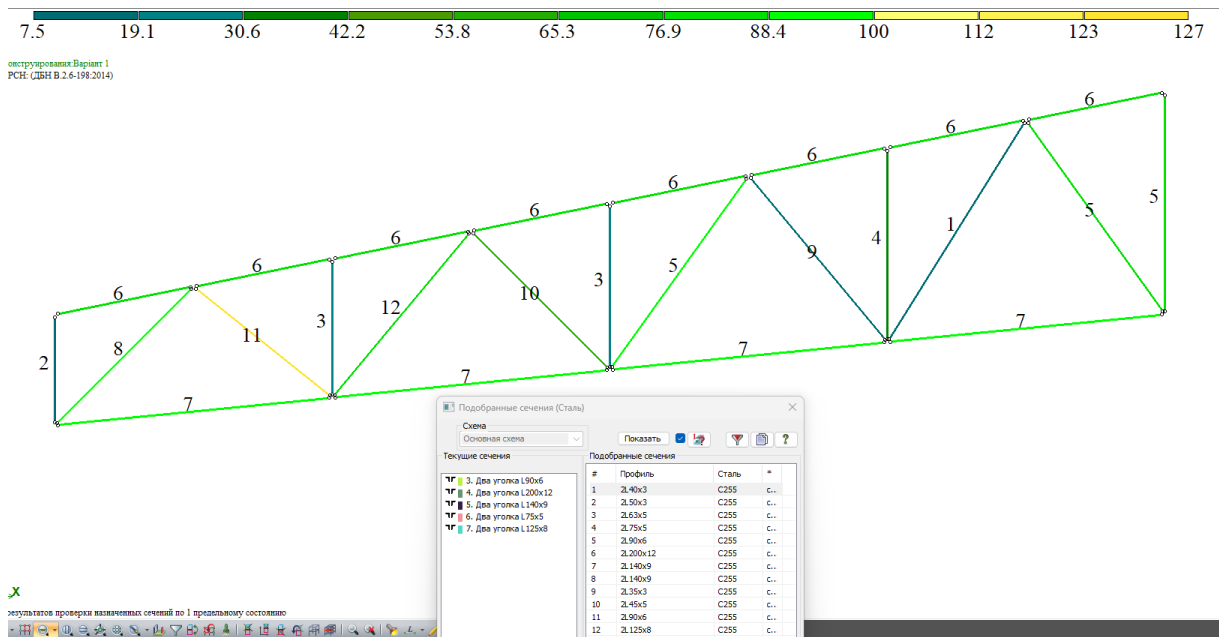 7.5 19.1 30.6 42.2 53.8 65.3 76.9 88.4 100 112 123 127
онструирования:Варіант 1
РСН: (ДБН В.2.6-198:2014)
6
6
6
5
6
6
4
1
5
6
5
9
6
3
6
12
10
7
6
3
7
2
8
11
7
7
Подобранные сечения (Сталь)
Схема
Основная схема
Показать
?
Текущие сечения
3. Два уголка L90x6
4. Два уголка L200x12
5. Два уголка L140x9
6. Два уголка L75x5
7. Два уголка L125x8
Подобранные сечения
# Профиль Сталь *
1 2L40x3 C255 с..
2 2L50x3 C255 с..
3 2L63x5 C255 с..
4 2L75x5 C255 с..
5 2L90x6 C255 с..
6 2L200x12 C255 с..
7 2L140x9 C255 с..
8 2L140x9 C255 с..
9 2L35x3 C255 с..
10 2L45x5 C255 с..
11 2L90x6 C255 с..
12 2L125x8 C255 с..
X
результатов проверки назначенных сечений по 1 предельному состоянию